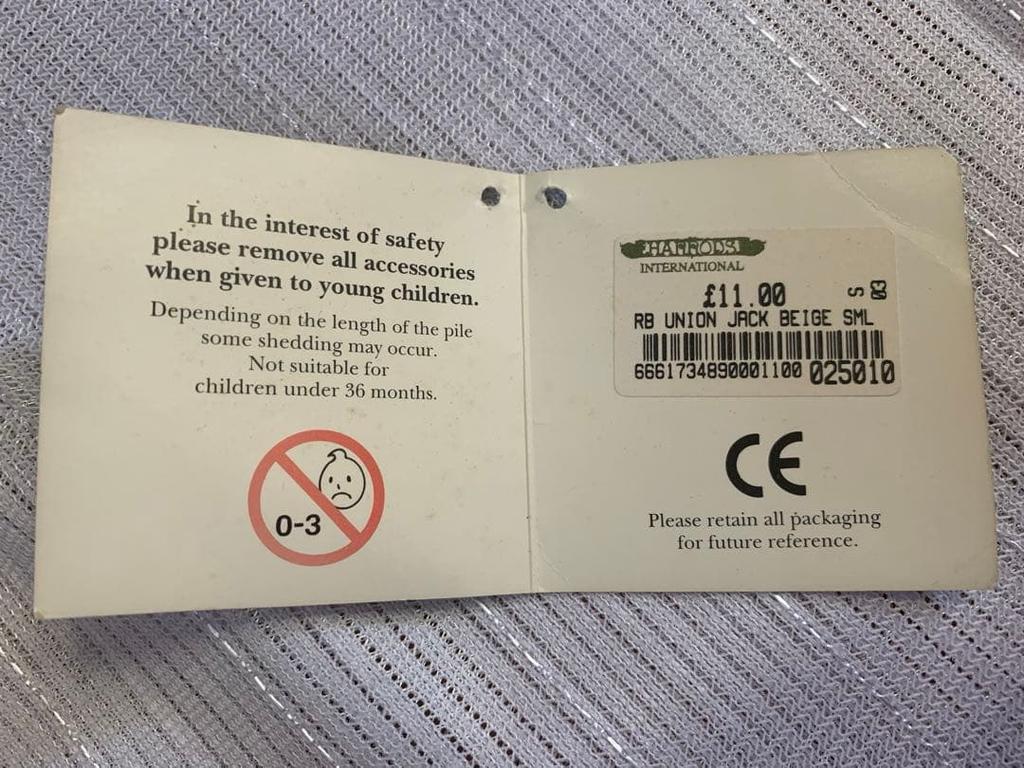 In the interest of safety
please remove all accessories
when given to young children.
Depending on the length of the pile
some shedding may occur.
Not suitable for
children under 36 months.
0-3
HARRODS
INTERNATIONAL
£11.00
S
RB UNION JACK BEIGE SML
6661734890001100 025010
CE
Please retain all packaging
for future reference.